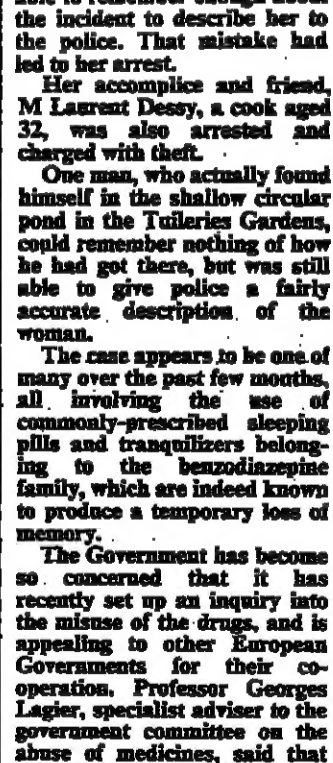 able to remember enough about
the incident to describe her to
the police. That mistake had
led to her arrest.
Her accomplice and friend,
M Laurent Dessy, a cook aged
32, was also arrested and
charged with theft.
One man, who actually found
himself in the shallow circular
pond in the Tuileries Gardens,
could remember nothing of how
he had got there, but was still
able to give police a fairly
accurate description of the
woman.
The case appears to be one of
many over the past few months,
all involving the use of
commonly-prescribed sleeping
pills and tranquilizers belong-
ing to the benzodiazepine
family, which are indeed known
to produce a temporary loss of
memory.
The Government has become
so concerned that it has
recently set up an inquiry into
the misuse of the drugs, and is
appealing to other European
Governments for their co-
operation. Professor Georges
Lagier, specialist adviser to the
government committee on the
abuse of medicines, said that